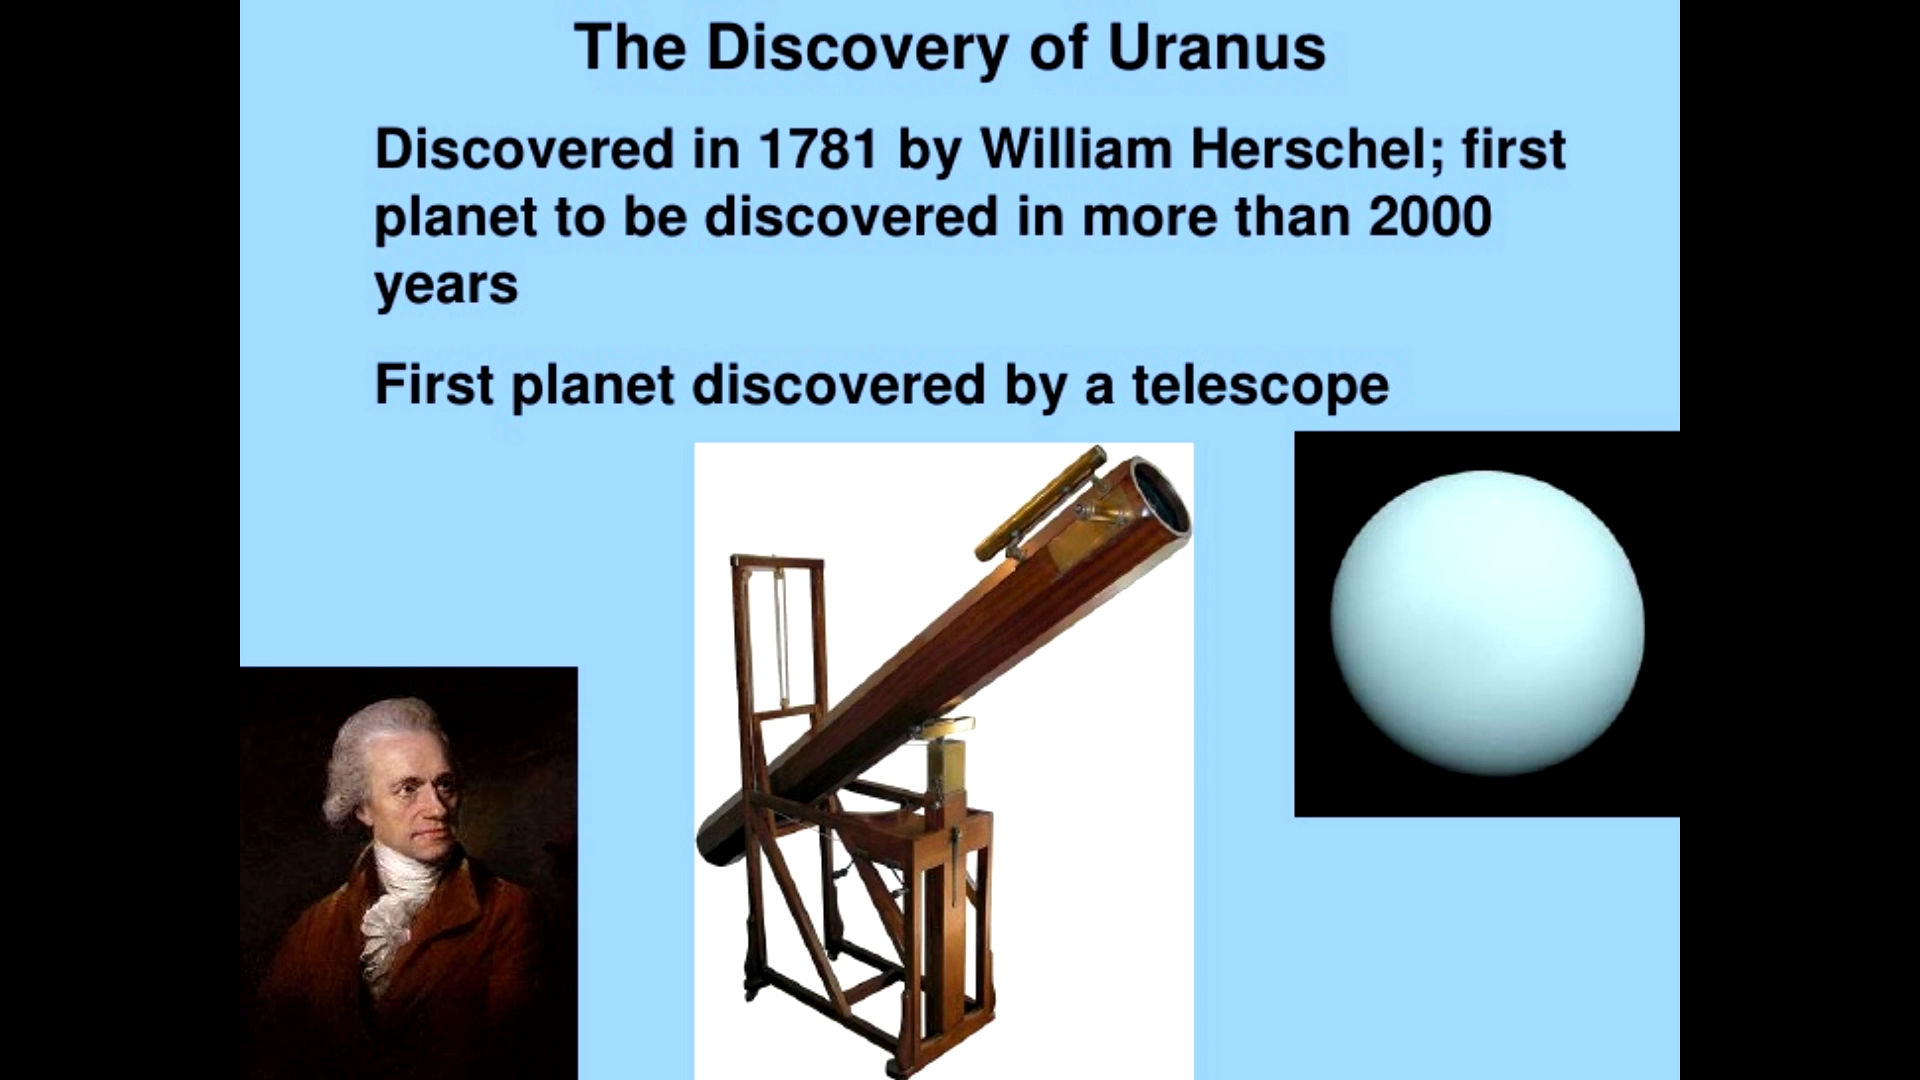 The Discovery of Uranus
Discovered in 1781 by William Herschel; first
planet to be discovered in more than 2000
years
First planet discovered by a telescope